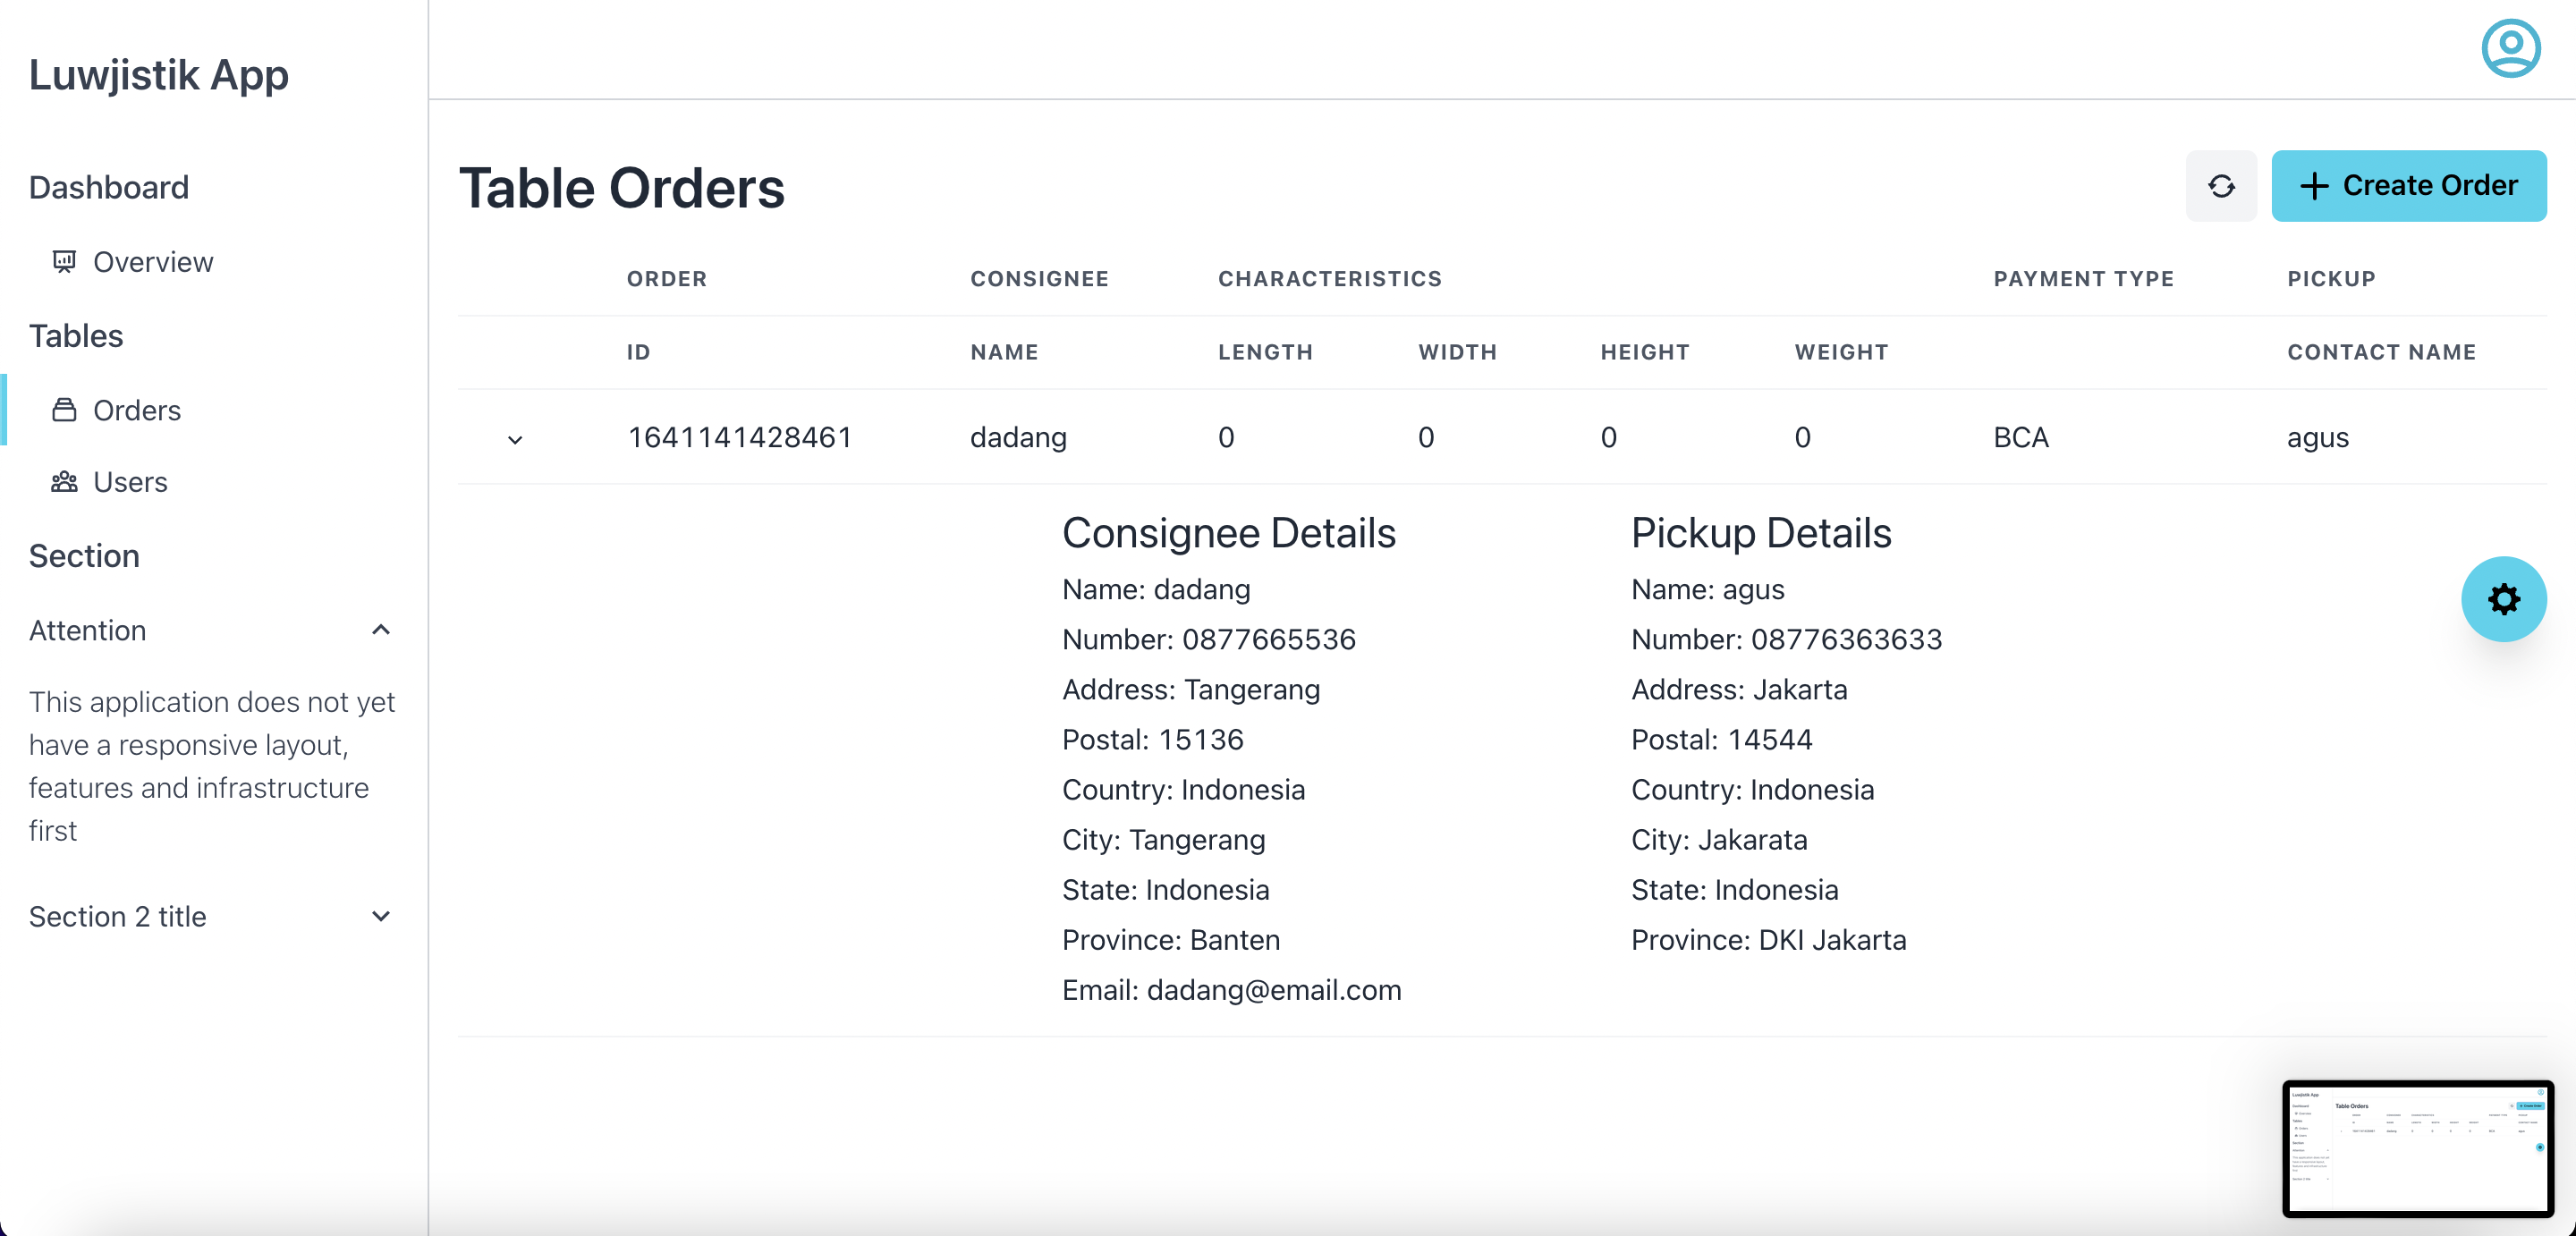 Luwjistik App
Dashboard
Overview
Tables
Orders
Users
Section
Attention
This application does not yet
have a responsive layout,
features and infrastructure
first
Section 2 title
Table Orders
Create Order
ORDER CONSIGNEE CHARACTERISTICS PAYMENT TYPE PICKUP
ID NAME LENGTH WIDTH HEIGHT WEIGHT CONTACT NAME
1641141428461 dadang 0 0 0 0 BCA agus
Consignee Details
Name: dadang
Number: 0877665536
Address: Tangerang
Postal: 15136
Country: Indonesia
City: Tangerang
State: Indonesia
Province: Banten
Email: dadang@email.com
Pickup Details
Name: agus
Number: 08776363633
Address: Jakarta
Postal: 14544
Country: Indonesia
City: Jakarata
State: Indonesia
Province: DKI Jakarta
Luwjistik App
Table Orders